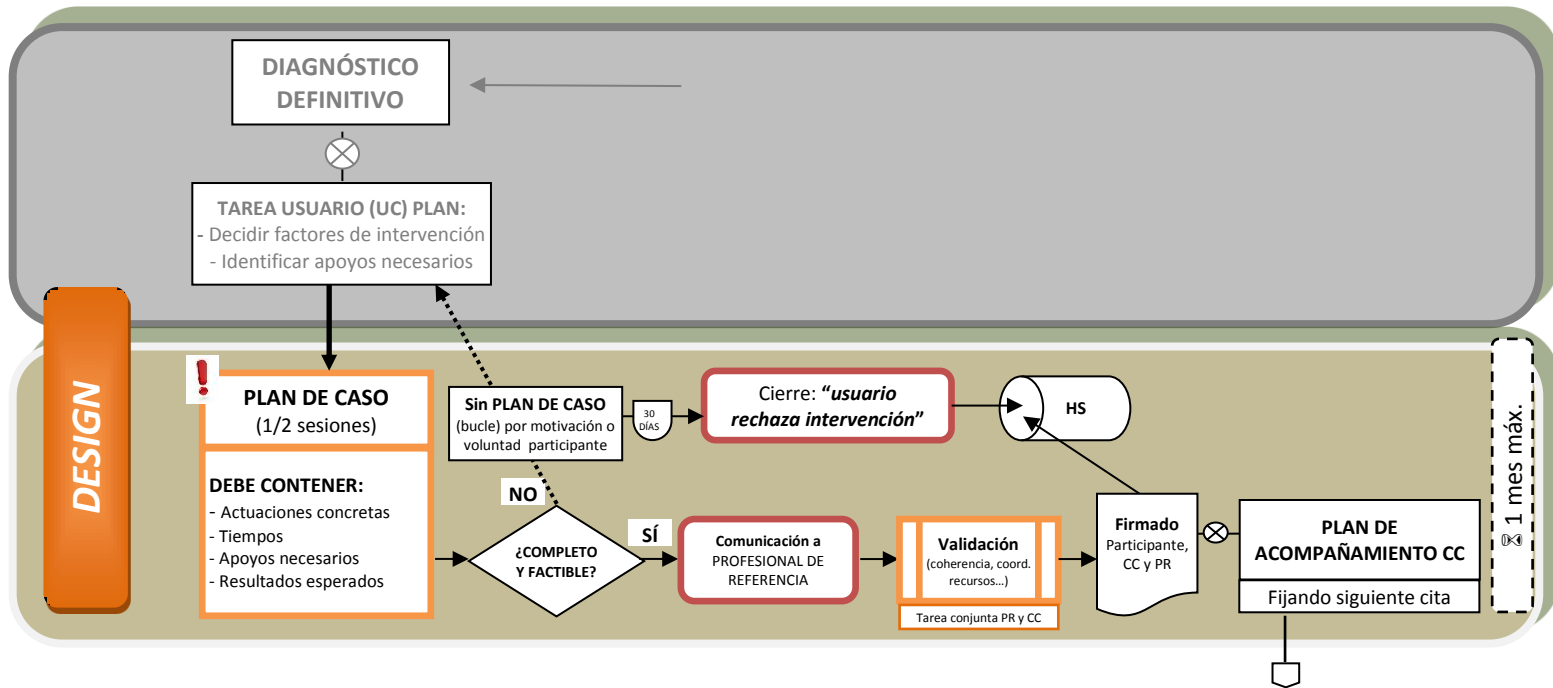 DIAGNÓSTICO
DEFINITIVO
TAREA USUARIO (UC) PLAN:
- Decidir factores de intervención
- Identificar apoyos necesarios
DESIGN
PLAN DE CASO
(1/2 sesiones)
DEBE CONTENER:
- Actuaciones concretas
- Tiempos
- Apoyos necesarios
- Resultados esperados
Sin PLAN DE CASO
(bucle) por motivación o
voluntad participante
30
DÍAS
Cierre: “usuario
rechaza intervención”
HS
NO
¿COMPLETO
Y FACTIBLE?
SÍ
Comunicación a
PROFESIONAL DE
REFERENCIA
Validación
(coherencia, coord.
recursos...)
Tarea conjunta PR y CC
Firmado
Participante,
CC y PR
PLAN DE
ACOMPAÑAMIENTO CC
Fijando siguiente cita
1 mes máx.